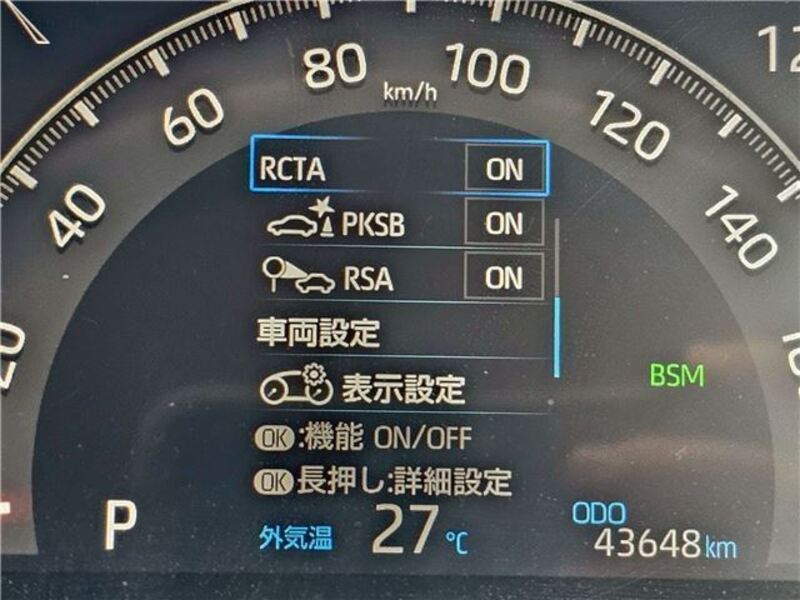 80 100
km/h
60 120
12
40 140
RCTA ON
PKSB ON
RSA ON
車両設定
表示設定
BSM
OK:機能 ON/OFF
OK長押し:詳細設定
P 外気温 27℃
ODO
43648km